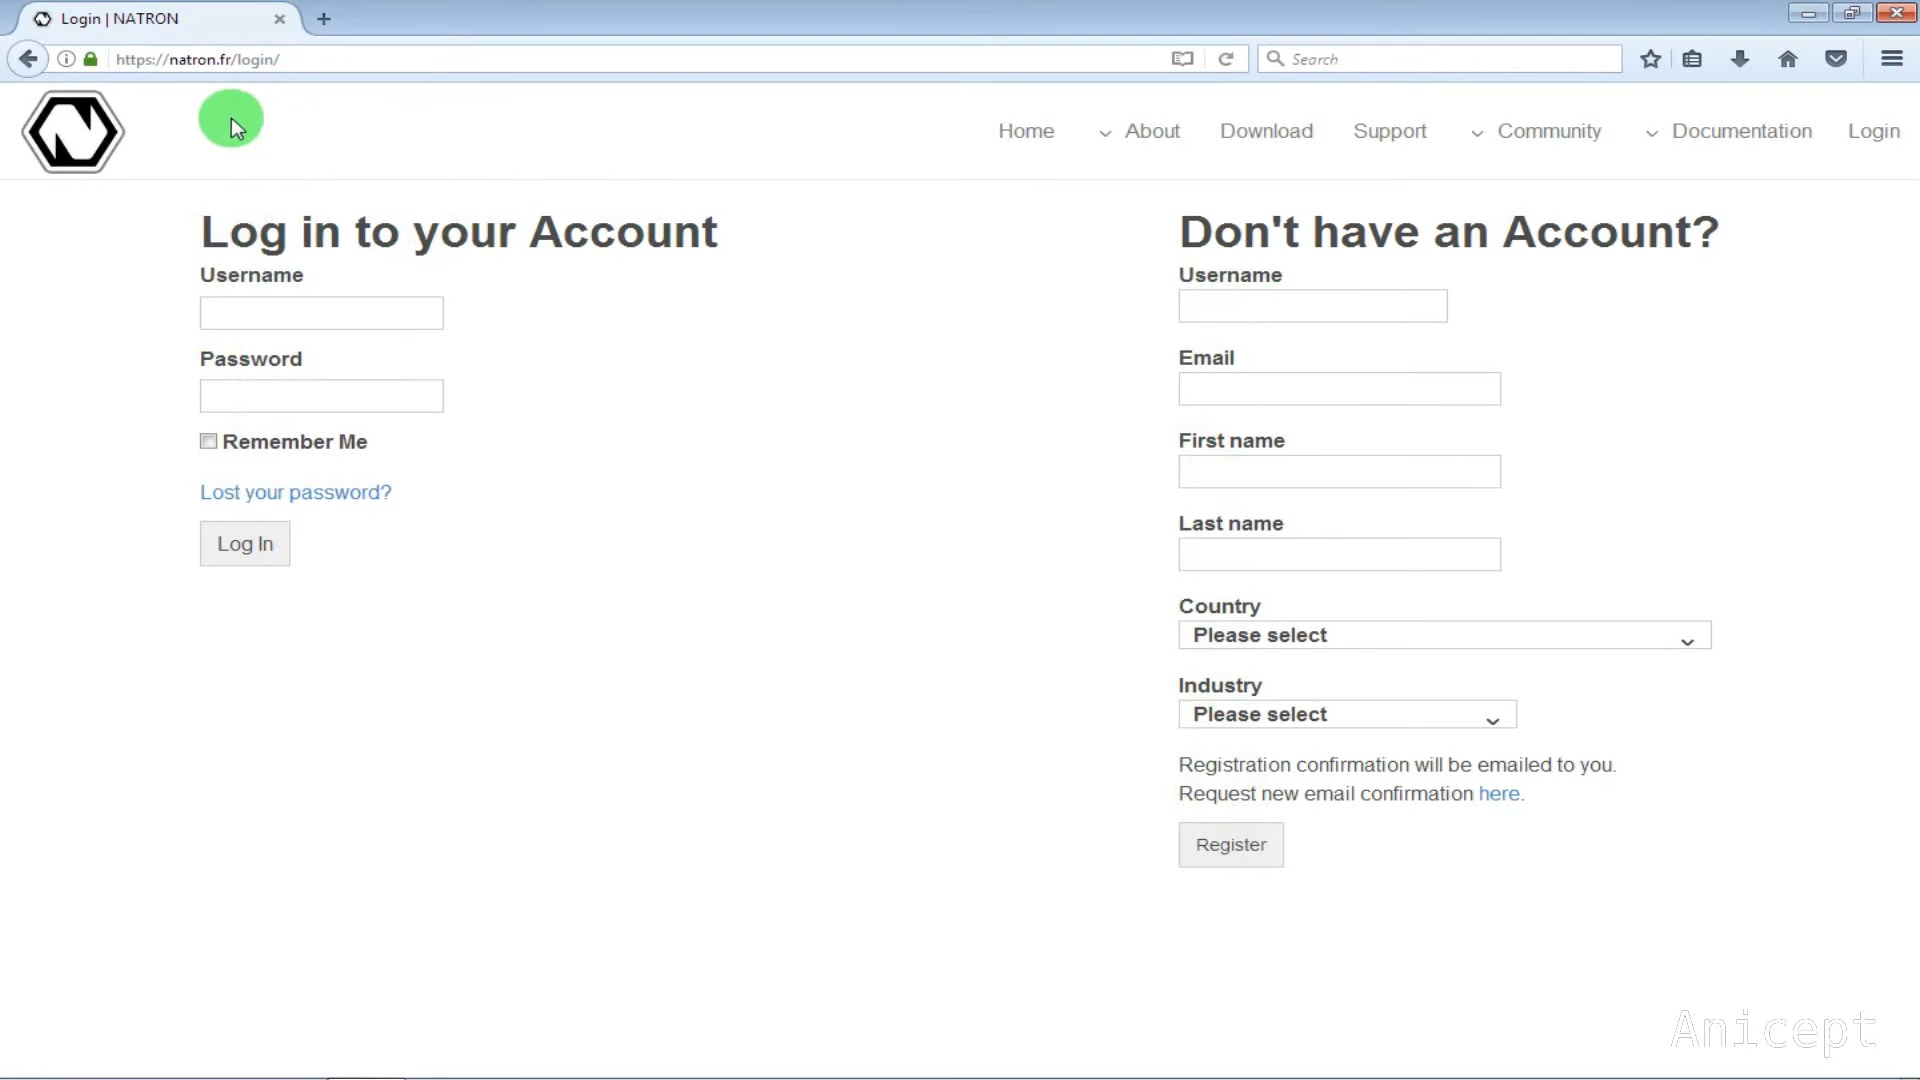 Login | NATRON
https://natron.fr/login/
Search
Home About Download Support Community Documentation Login
Log in to your Account
Username
Password
Remember Me
Lost your password?
Log In
Don't have an Account?
Username
Email
First name
Last name
Country
Please select
Industry
Please select
Registration confirmation will be emailed to you.
Request new email confirmation here.
Register
Anicept